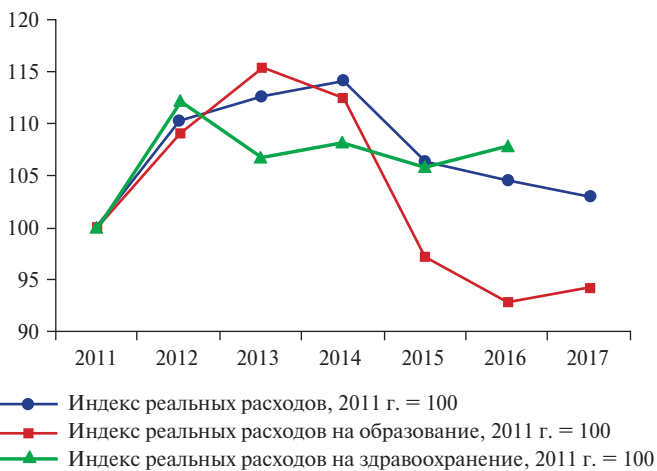 120
115
110
105
100
95
90
2011 2012 2013 2014 2015 2016 2017
Индекс реальных расходов, 2011 г. = 100
Индекс реальных расходов на образование, 2011 г. = 100
Индекс реальных расходов на здравоохранение, 2011 г. = 100